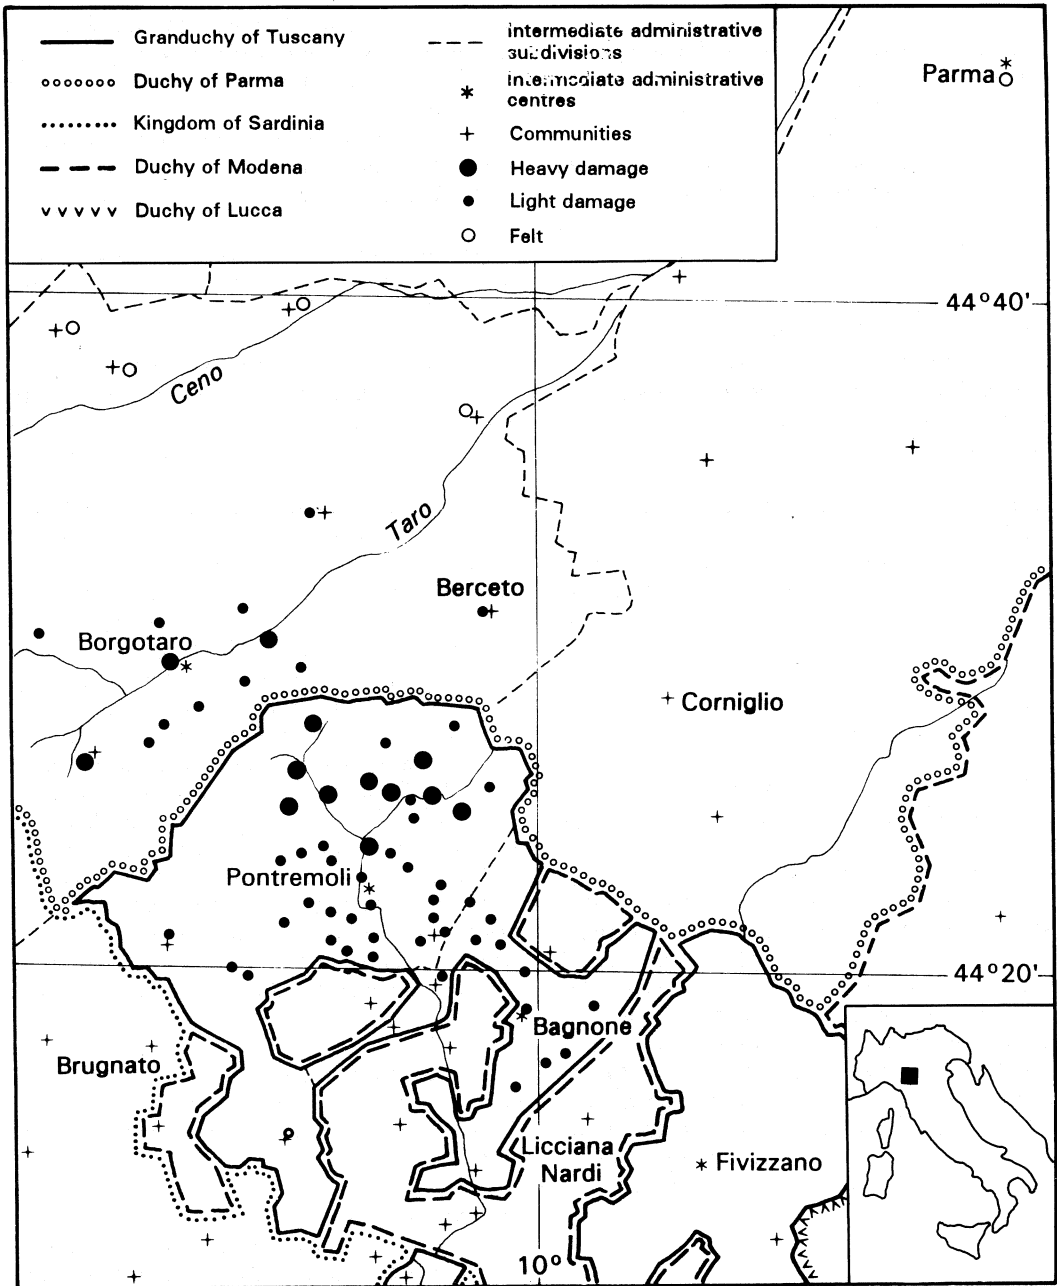 Granduchy of Tuscany
Duchy of Parma
Kingdom of Sardinia
Duchy of Modena
Duchy of Lucca
Intermediate administrative
subdivisions
Intermediate administrative
centres
Communities
Heavy damage
Light damage
Felt
Parma
44°40'
Ceno
Taro
Berceto
Borgotaro
Corniglio
Pontremoli
44°20'
Bagnone
Brugnato
Licciana
Nardi
Fivizzano
10°